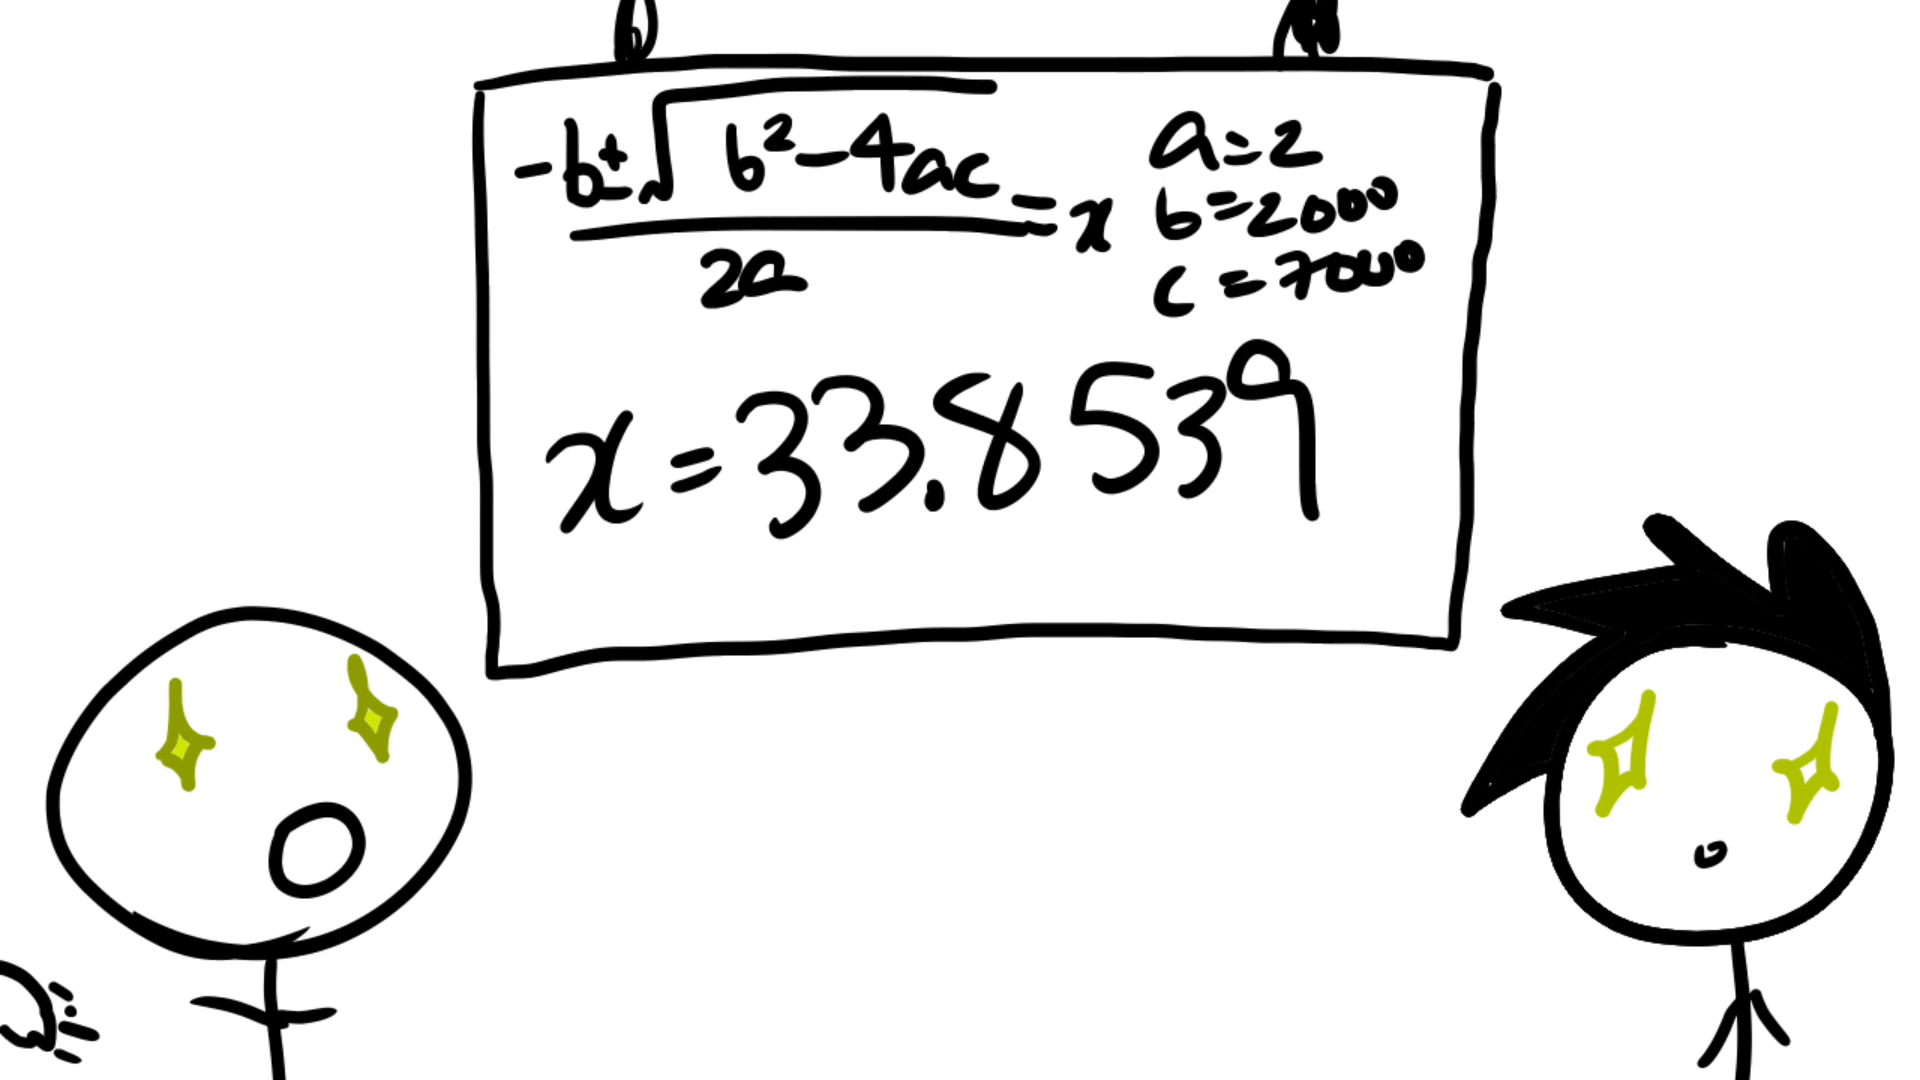 -b±√b²-4ac = x
2a
a=2
b=2000
c=7000
x=33.8539